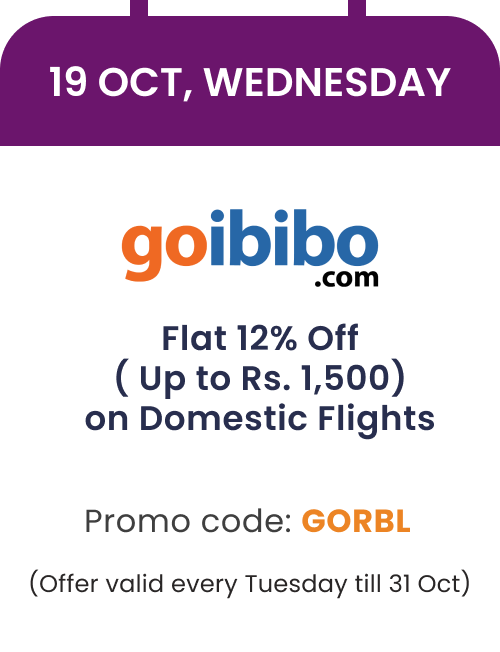 19 OCT, WEDNESDAY
goibibo
.com
Flat 12% Off
( Up to Rs. 1,500)
on Domestic Flights
Promo code: GORBL
(Offer valid every Tuesday till 31 Oct)